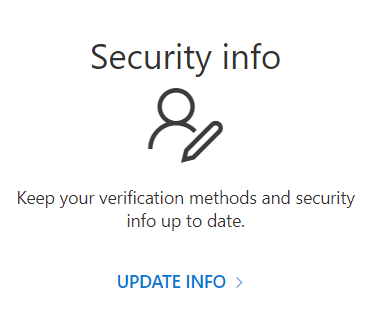 Security info
Keep your verification methods and security
info up to date.
UPDATE INFO